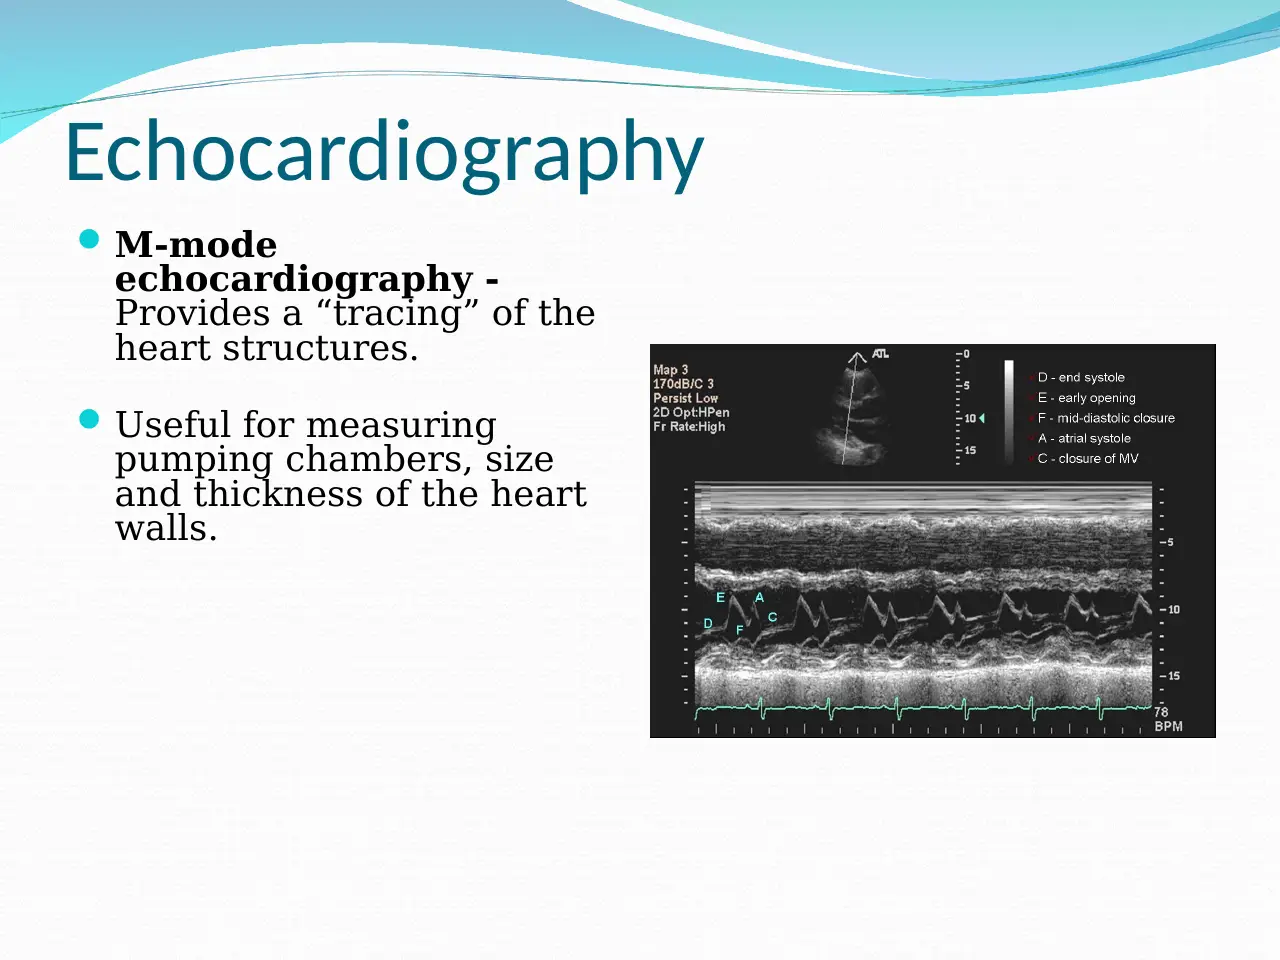 Echocardiography
M-mode
echocardiography -
Provides a “tracing” of the
heart structures.
Useful for measuring
pumping chambers, size
and thickness of the heart
walls.
ATL
Map 3
170dB/C 3
Persist Low
2D Opt:HPen
Fr Rate:High
0
5
10
15
D - end systole
E - early opening
F - mid-diastolic closure
A - atrial systole
C - closure of MV
E
A
D
F
C
5
10
15
78
BPM